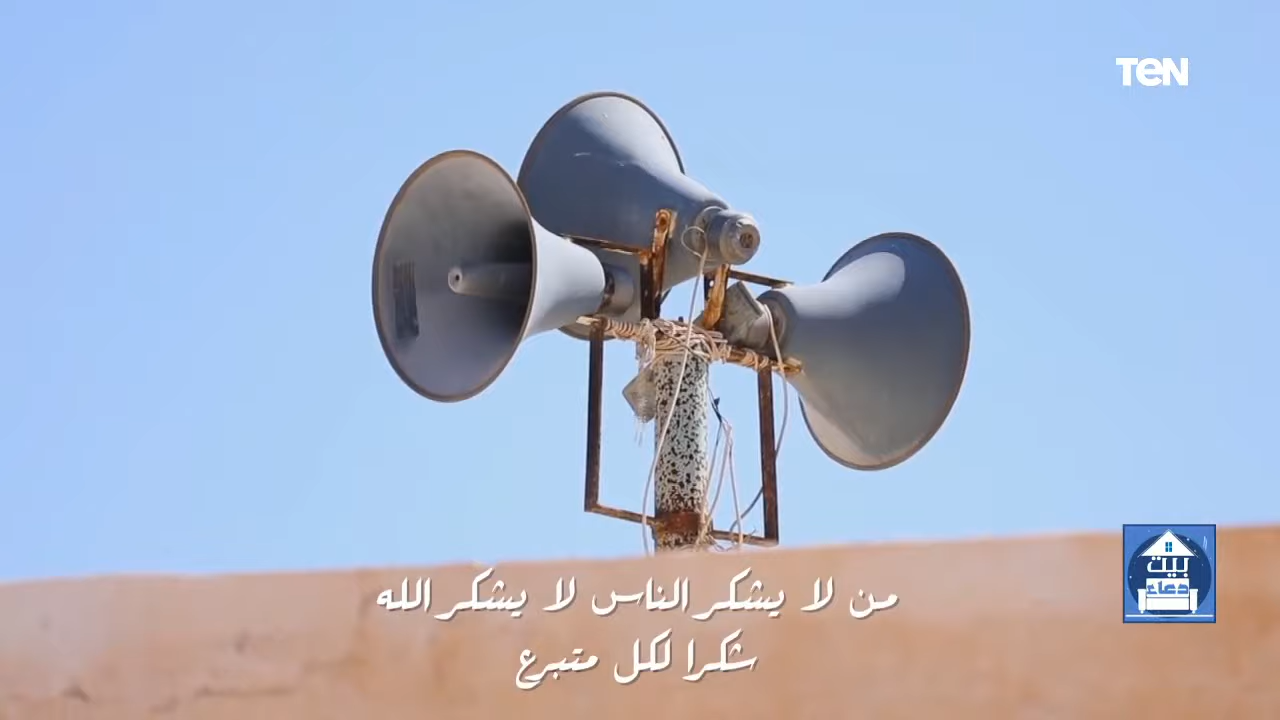 TEN
بيت
دعاء
من لا يشكر الناس لا يشكر الله
شكرا لكل متبرع